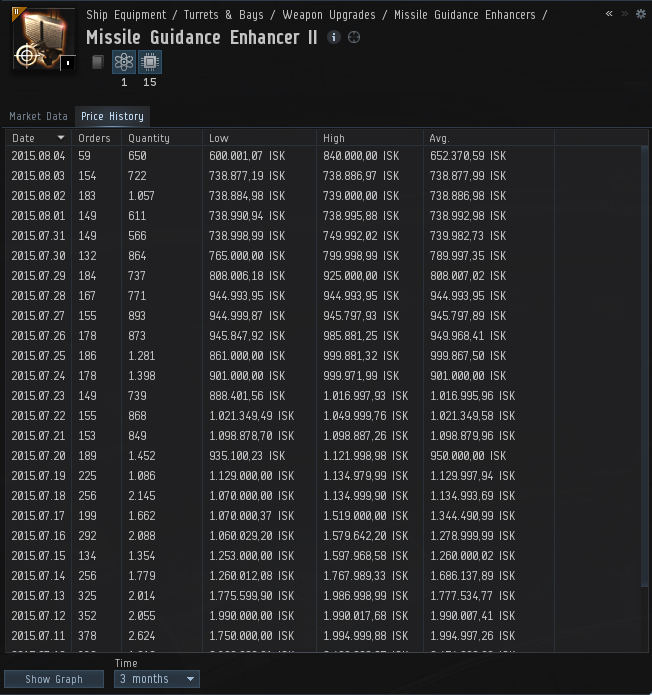 Ship Equipment / Turrets & Bays / Weapon Upgrades / Missile Guidance Enhancers /
Missile Guidance Enhancer II
1 15
Market Data Price History
Date Orders Quantity Low High Avg.
2015.08.04 59 650 600.001,07 ISK 840.000,00 ISK 652.370,59 ISK
2015.08.03 154 722 738.877,19 ISK 738.886,97 ISK 738.877,99 ISK
2015.08.02 183 1.057 738.884,98 ISK 739.000,00 ISK 738.886,98 ISK
2015.08.01 149 611 738.990,94 ISK 738.995,88 ISK 738.992,98 ISK
2015.07.31 149 566 738.998,99 ISK 749.992,02 ISK 739.982,73 ISK
2015.07.30 132 864 765.000,00 ISK 799.998,99 ISK 789.997,35 ISK
2015.07.29 184 737 808.006,18 ISK 925.000,00 ISK 808.007,02 ISK
2015.07.28 167 771 944.993,95 ISK 944.993,95 ISK 944.993,95 ISK
2015.07.27 155 893 944.999,87 ISK 945.797,93 ISK 945.797,89 ISK
2015.07.26 178 873 945.847,92 ISK 985.881,25 ISK 949.968,41 ISK
2015.07.25 186 1.281 861.000,00 ISK 999.881,32 ISK 999.867,50 ISK
2015.07.24 178 1.398 901.000,00 ISK 999.971,99 ISK 901.000,00 ISK
2015.07.23 149 739 888.401,56 ISK 1.016.997,93 ISK 1.016.995,96 ISK
2015.07.22 155 868 1.021.349,49 ISK 1.049.999,76 ISK 1.021.349,58 ISK
2015.07.21 153 849 1.098.878,70 ISK 1.098.887,26 ISK 1.098.879,96 ISK
2015.07.20 189 1.452 935.100,23 ISK 1.121.998,98 ISK 950.000,00 ISK
2015.07.19 225 1.086 1.129.000,00 ISK 1.134.979,99 ISK 1.129.997,94 ISK
2015.07.18 256 2.145 1.070.000,00 ISK 1.134.999,90 ISK 1.134.993,69 ISK
2015.07.17 199 1.662 1.070.000,37 ISK 1.519.000,00 ISK 1.344.490,99 ISK
2015.07.16 292 2.088 1.060.029,20 ISK 1.579.642,20 ISK 1.278.999,99 ISK
2015.07.15 134 1.354 1.253.000,00 ISK 1.597.968,58 ISK 1.260.000,02 ISK
2015.07.14 256 1.779 1.260.012,08 ISK 1.767.989,33 ISK 1.686.137,89 ISK
2015.07.13 325 2.014 1.775.599,90 ISK 1.986.998,99 ISK 1.777.534,77 ISK
2015.07.12 352 2.055 1.990.000,00 ISK 1.990.017,68 ISK 1.990.007,41 ISK
2015.07.11 378 2.624 1.750.000,00 ISK 1.994.999,88 ISK 1.994.997,26 ISK
Time
Show Graph 3 months